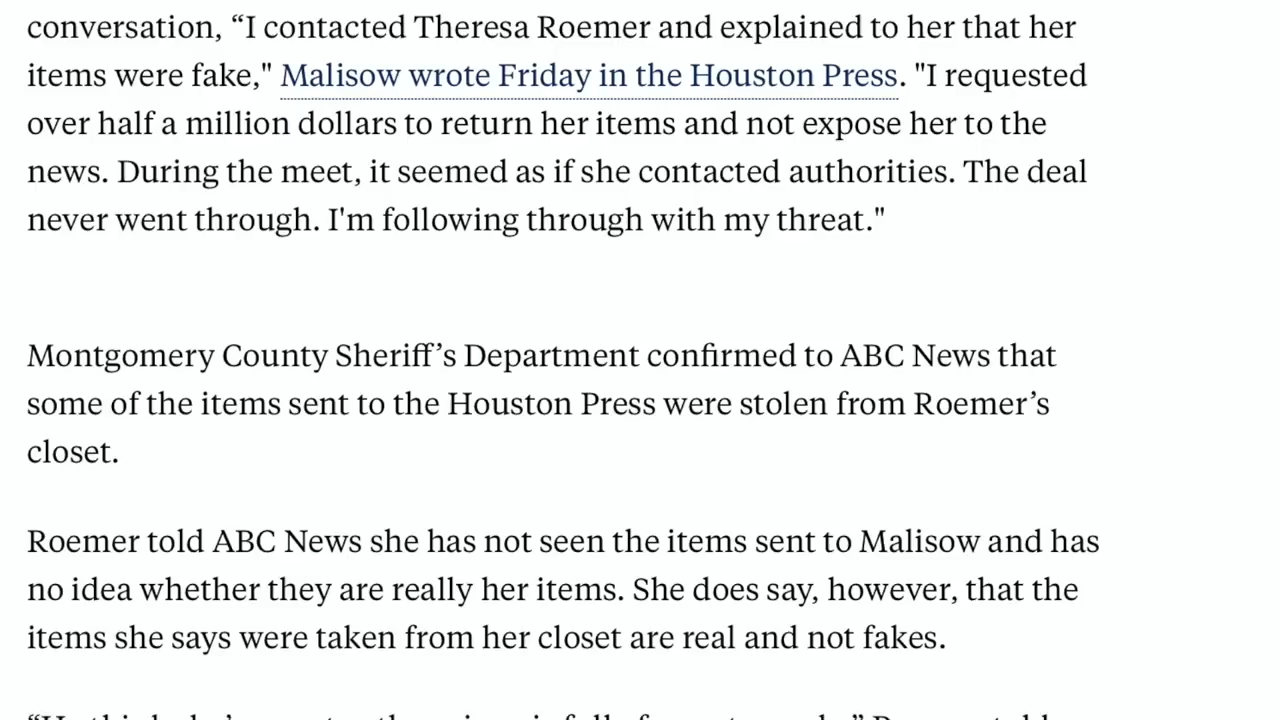 conversation, “I contacted Theresa Roemer and explained to her that her
items were fake," Malisow wrote Friday in the Houston Press. "I requested
over half a million dollars to return her items and not expose her to the
news. During the meet, it seemed as if she contacted authorities. The deal
never went through. I'm following through with my threat."
Montgomery County Sheriff’s Department confirmed to ABC News that
some of the items sent to the Houston Press were stolen from Roemer’s
closet.
Roemer told ABC News she has not seen the items sent to Malisow and has
no idea whether they are really her items. She does say, however, that the
items she says were taken from her closet are real and not fakes.